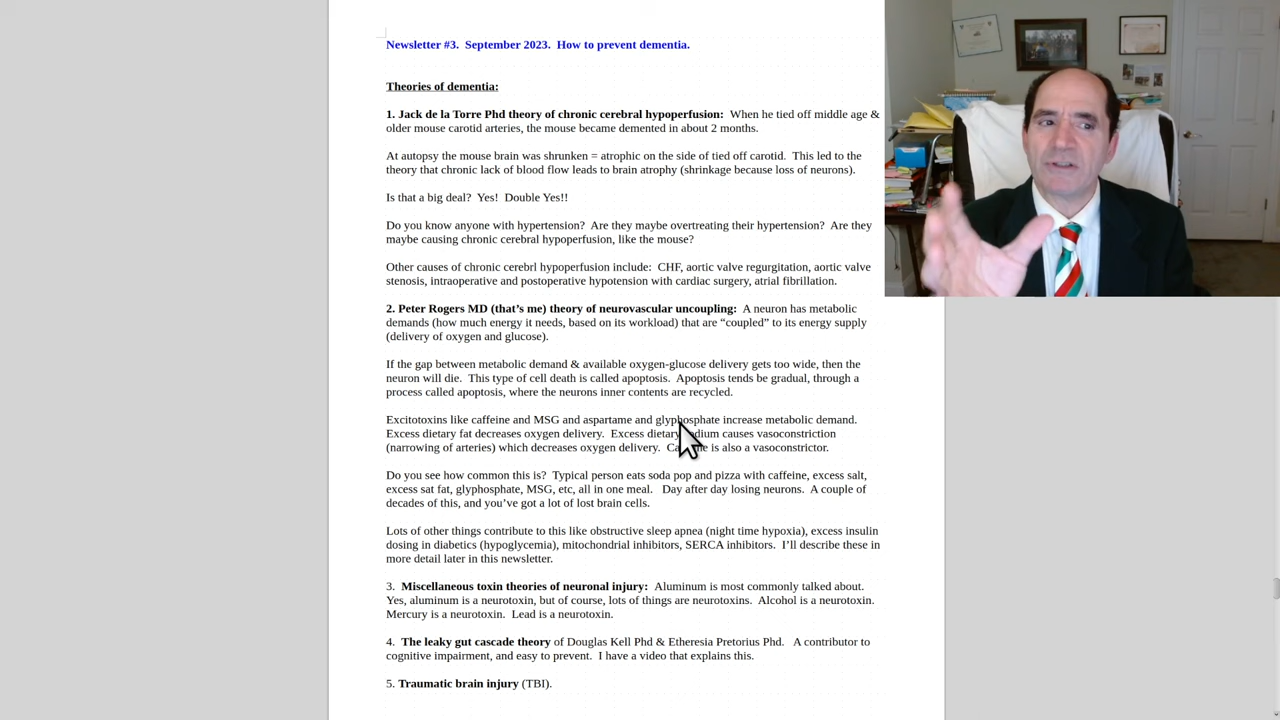 Newsletter #3.  September 2023.  How to prevent dementia.
Theories of dementia:
1. Jack de la Torre Phd theory of chronic cerebral hypoperfusion:  When he tied off middle age &
older mouse carotid arteries, the mouse became demented in about 2 months.
At autopsy the mouse brain was shrunken = atrophic on the side of tied off carotid.  This led to the
theory that chronic lack of blood flow leads to brain atrophy (shrinkage because loss of neurons).
Is that a big deal?  Yes!  Double Yes!!
Do you know anyone with hypertension?  Are they maybe overtreating their hypertension?  Are they
maybe causing chronic cerebral hypoperfusion, like the mouse?
Other causes of chronic cerebrl hypoperfusion include:  CHF, aortic valve regurgitation, aortic valve
stenosis, intraoperative and postoperative hypotension with cardiac surgery, atrial fibrillation.
2. Peter Rogers MD (that's me) theory of neurovascular uncoupling:  A neuron has metabolic
demands (how much energy it needs, based on its workload) that are “coupled” to its energy supply
(delivery of oxygen and glucose).
If the gap between metabolic demand & available oxygen-glucose delivery gets too wide, then the
neuron will die.  This type of cell death is called apoptosis.  Apoptosis tends be gradual, through a
process called apoptosis, where the neurons inner contents are recycled.
Excitotoxins like caffeine and MSG and aspartame and glyphosphate increase metabolic demand.
Excess dietary fat decreases oxygen delivery.  Excess dietary causes vasoconstriction
(narrowing of arteries) which decreases oxygen delivery.  is also a vasoconstrictor.
Do you see how common this is?  Typical person eats soda pop and pizza with caffeine, excess salt,
excess sat fat, glyphosphate, MSG, etc, all in one meal.   Day after day losing neurons.  A couple of
decades of this, and you've got a lot of lost brain cells.
Lots of other things contribute to this like obstructive sleep apnea (night time hypoxia), excess insulin
dosing in diabetics (hypoglycemia), mitochondrial inhibitors, SERCA inhibitors.  I'll describe these in
more detail later in this newsletter.
3.  Miscellaneous toxin theories of neuronal injury:  Aluminum is most commonly talked about.
Yes, aluminum is a neurotoxin, but of course, lots of things are neurotoxins.  Alcohol is a neurotoxin.
Mercury is a neurotoxin.  Lead is a neurotoxin.
4.  The leaky gut cascade theory of Douglas Kell Phd & Etheresia Pretorius Phd.   A contributor to
cognitive impairment, and easy to prevent.  I have a video that explains this.
5. Traumatic brain injury (TBI).